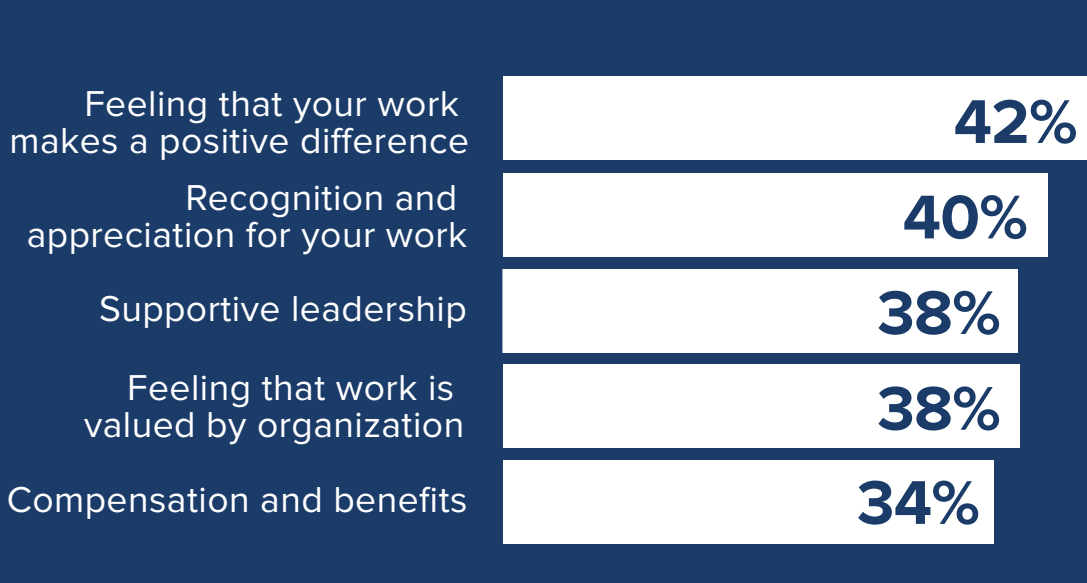 Feeling that your work
makes a positive difference
42%
Recognition and
appreciation for your work
40%
Supportive leadership
38%
Feeling that work is
valued by organization
38%
Compensation and benefits
34%